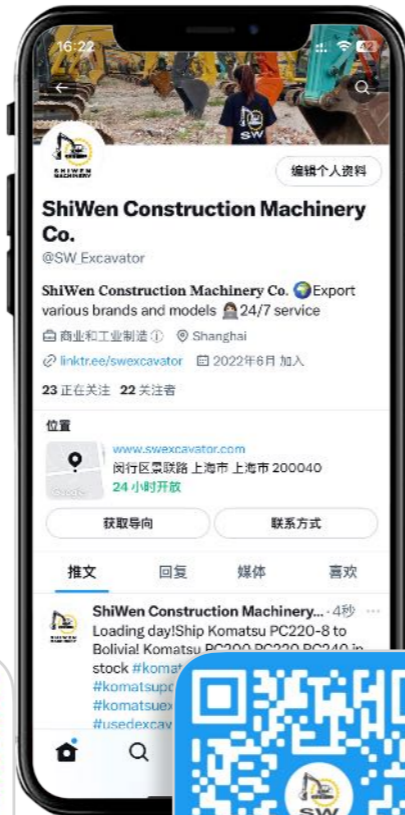 16:22
42
SW
SHIWEN
MACHINERY
编辑个人资料
ShiWen Construction Machinery
Co.
@SW_Excavator
ShiWen Construction Machinery Co. 🌍Export
various brands and models 👩🏻‍💼24/7 service
商业和工业制造 Shanghai
linktr.ee/swexcavator 2022年6月 加入
23 正在关注 22 关注者
位置
www.swexcavator.com
闵行区景联路 上海市 上海市 200040
24 小时开放
获取导向 联系方式
推文 回复 媒体 喜欢
ShiWen Construction Machinery... · 4秒 ···
Loading day!Ship Komatsu PC220-8 to
Bolivia! Komatsu PC200 PC220 PC240 in
stock
SW